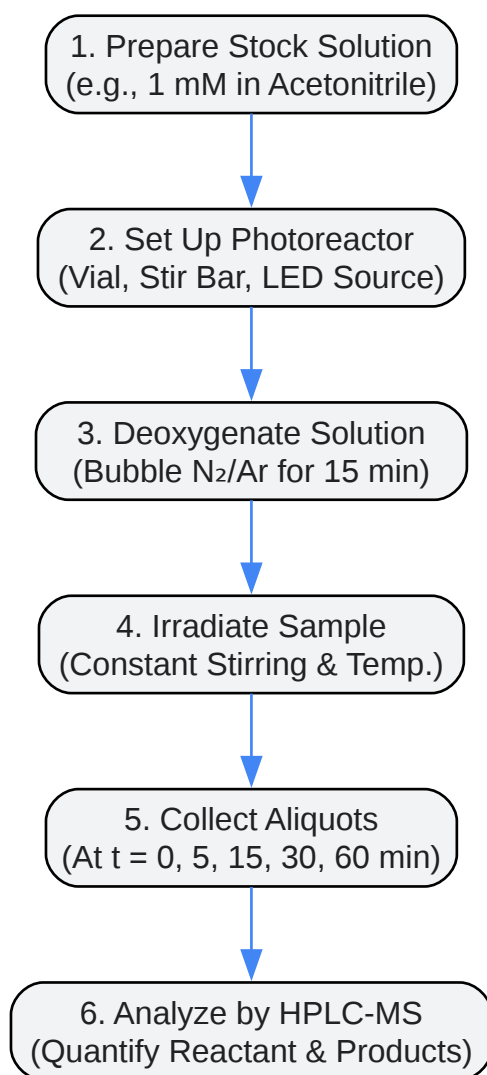 1. Prepare Stock Solution
(e.g., 1 mM in Acetonitrile)
2. Set Up Photoreactor
(Vial, Stir Bar, LED Source)
3. Deoxygenate Solution
(Bubble N₂/Ar for 15 min)
4. Irradiate Sample
(Constant Stirring & Temp.)
5. Collect Aliquots
(At t = 0, 5, 15, 30, 60 min)
6. Analyze by HPLC-MS
(Quantify Reactant & Products)